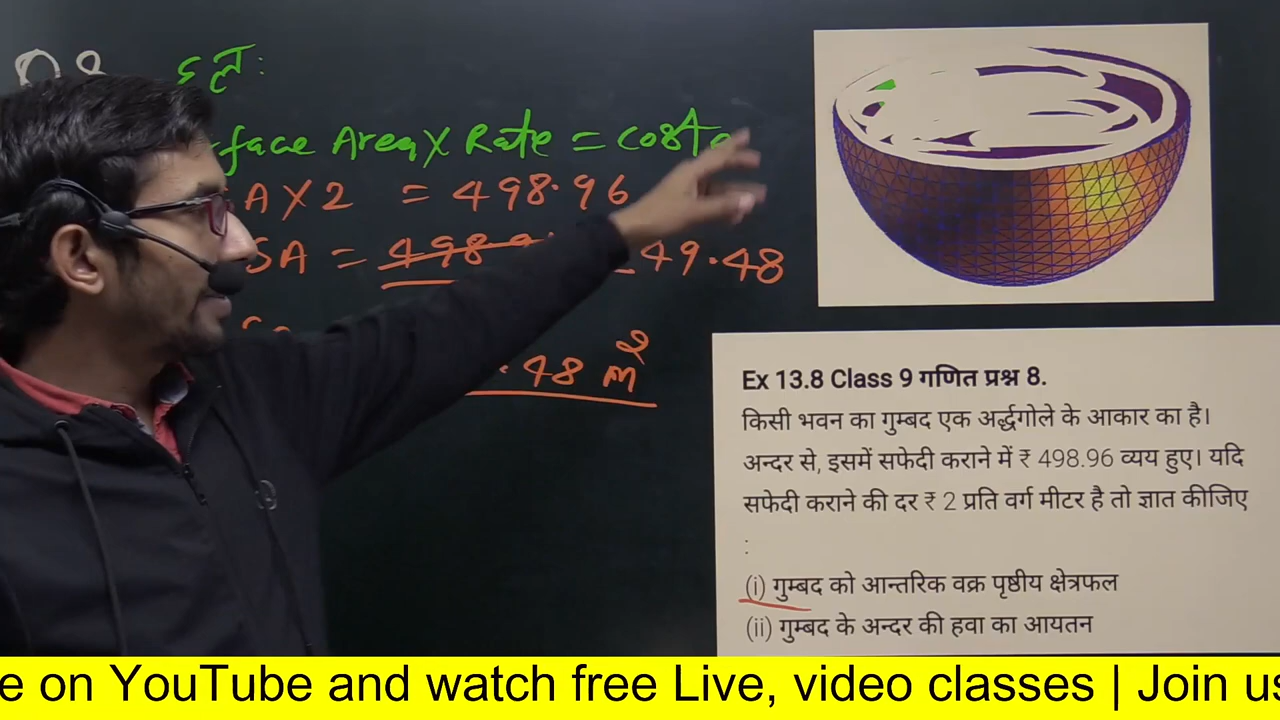 Q8 हल:
face Area X Rate = cost
A X 2 = 498.96
SA = 498.9 = 49.48
.48 m²
Ex 13.8 Class 9 गणित प्रश्न 8.
किसी भवन का गुम्बद एक अर्द्धगोले के आकार का है।
अन्दर से, इसमें सफेदी कराने में ₹ 498.96 व्यय हुए। यदि
सफेदी कराने की दर ₹ 2 प्रति वर्ग मीटर है तो ज्ञात कीजिए
:
(i) गुम्बद को आन्तरिक वक्र पृष्ठीय क्षेत्रफल
(ii) गुम्बद के अन्दर की हवा का आयतन
e on YouTube and watch free Live, video classes | Join us